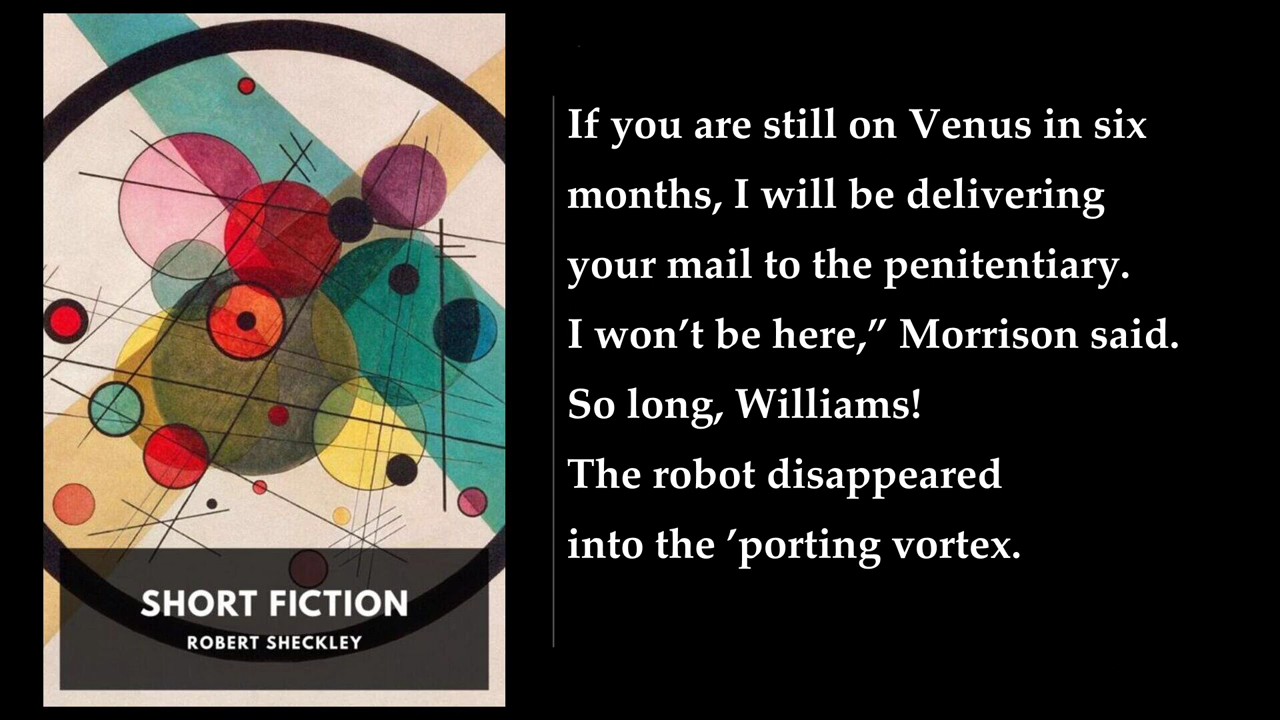 SHORT FICTION
ROBERT SHECKLEY
If you are still on Venus in six
months, I will be delivering
your mail to the penitentiary.
I won’t be here,” Morrison said.
So long, Williams!
The robot disappeared
into the ’porting vortex.